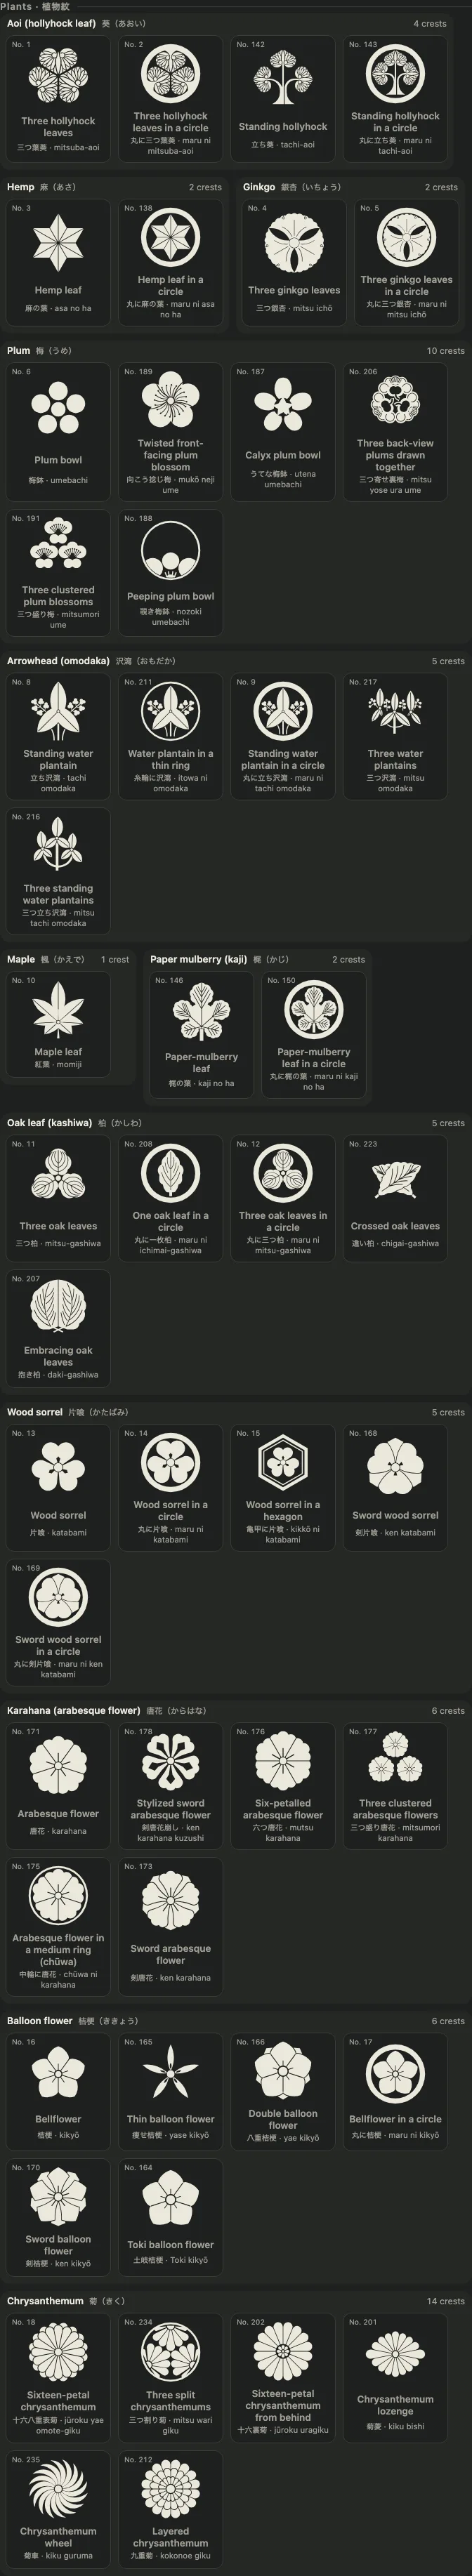 Plants · 植物紋
Aoi (hollyhock leaf) 葵（あおい） 4 crests
No. 1
Three hollyhock
leaves
三つ葉葵 · mitsuba-aoi
No. 2
Three hollyhock
leaves in a circle
丸に三つ葉葵 · maru ni
mitsuba-aoi
No. 142
Standing hollyhock
立ち葵 · tachi-aoi
No. 143
Standing hollyhock
in a circle
丸に立ち葵 · maru ni
tachi-aoi
Hemp 麻（あさ） 2 crests
No. 3
Hemp leaf
麻の葉 · asa no ha
No. 138
Hemp leaf in a
circle
丸に麻の葉 · maru ni asa
no ha
Ginkgo 銀杏（いちょう） 2 crests
No. 4
Three ginkgo leaves
三つ銀杏 · mitsu ichō
No. 5
Three ginkgo leaves
in a circle
丸に三つ銀杏 · maru ni
mitsu ichō
Plum 梅（うめ） 10 crests
No. 6
Plum bowl
梅鉢 · umebachi
No. 189
Twisted front-
facing plum
blossom
向こう捻じ梅 · mukō neji
ume
No. 187
Calyx plum bowl
うてな梅鉢 · utena
umebachi
No. 206
Three back-view
plums drawn
together
三つ寄せ裏梅 · mitsu
yose ura ume
No. 191
Three clustered
plum blossoms
三つ盛り梅 · mitsumori
ume
No. 188
Peeping plum bowl
覗き梅鉢 · nozoki
umebachi
Arrowhead (omodaka) 沢瀉（おもだか） 5 crests
No. 8
Standing water
plantain
立ち沢瀉 · tachi
omodaka
No. 211
Water plantain in a
thin ring
糸輪に沢瀉 · itowa ni
omodaka
No. 9
Standing water
plantain in a circle
丸に立ち沢瀉 · maru ni
tachi omodaka
No. 217
Three water
plantains
三つ沢瀉 · mitsu
omodaka
No. 216
Three standing
water plantains
三つ立ち沢瀉 · mitsu
tachi omodaka
Maple 楓（かえで） 1 crest
No. 10
Maple leaf
紅葉 · momiji
Paper mulberry (kaji) 梶（かじ） 2 crests
No. 146
Paper-mulberry
leaf
梶の葉 · kaji no ha
No. 150
Paper-mulberry
leaf in a circle
丸に梶の葉 · maru ni kaji
no ha
Oak leaf (kashiwa) 柏（かしわ） 5 crests
No. 11
Three oak leaves
三つ柏 · mitsu-gashiwa
No. 208
One oak leaf in a
circle
丸に一枚柏 · maru ni
ichimai-gashiwa
No. 12
Three oak leaves in
a circle
丸に三つ柏 · maru ni
mitsu-gashiwa
No. 223
Crossed oak leaves
違い柏 · chigai-gashiwa
No. 207
Embracing oak
leaves
抱き柏 · daki-gashiwa
Wood sorrel 片喰（かたばみ） 5 crests
No. 13
Wood sorrel
片喰 · katabami
No. 14
Wood sorrel in a
circle
丸に片喰 · maru ni
katabami
No. 15
Wood sorrel in a
hexagon
亀甲に片喰 · kikkō ni
katabami
No. 168
Sword wood sorrel
剣片喰 · ken katabami
No. 169
Sword wood sorrel
in a circle
丸に剣片喰 · maru ni ken
katabami
Karahana (arabesque flower) 唐花（からはな） 6 crests
No. 171
Arabesque flower
唐花 · karahana
No. 178
Stylized sword
arabesque flower
剣唐花崩し · ken
karahana kuzushi
No. 176
Six-petalled
arabesque flower
六つ唐花 · mutsu
karahana
No. 177
Three clustered
arabesque flowers
三つ盛り唐花 · mitsumori
karahana
No. 175
Arabesque flower in
a medium ring
(chūwa)
中輪に唐花 · chūwa ni
karahana
No. 173
Sword arabesque
flower
剣唐花 · ken karahana
Balloon flower 桔梗（ききょう） 6 crests
No. 16
Bellflower
桔梗 · kikyō
No. 165
Thin balloon flower
痩せ桔梗 · yase kikyō
No. 166
Double balloon
flower
八重桔梗 · yae kikyō
No. 17
Bellflower in a circle
丸に桔梗 · maru ni kikyō
No. 170
Sword balloon
flower
剣桔梗 · ken kikyō
No. 164
Toki balloon flower
土岐桔梗 · Toki kikyō
Chrysanthemum 菊（きく） 14 crests
No. 18
Sixteen-petal
chrysanthemum
十六八重表菊 · jūroku yae
omote-giku
No. 234
Three split
chrysanthemums
三つ割り菊 · mitsu wari
giku
No. 202
Sixteen-petal
chrysanthemum
from behind
十六裏菊 · jūroku uragiku
No. 201
Chrysanthemum
lozenge
菊菱 · kiku bishi
No. 235
Chrysanthemum
wheel
菊車 · kiku guruma
No. 212
Layered
chrysanthemum
九重菊 · kokonoe giku